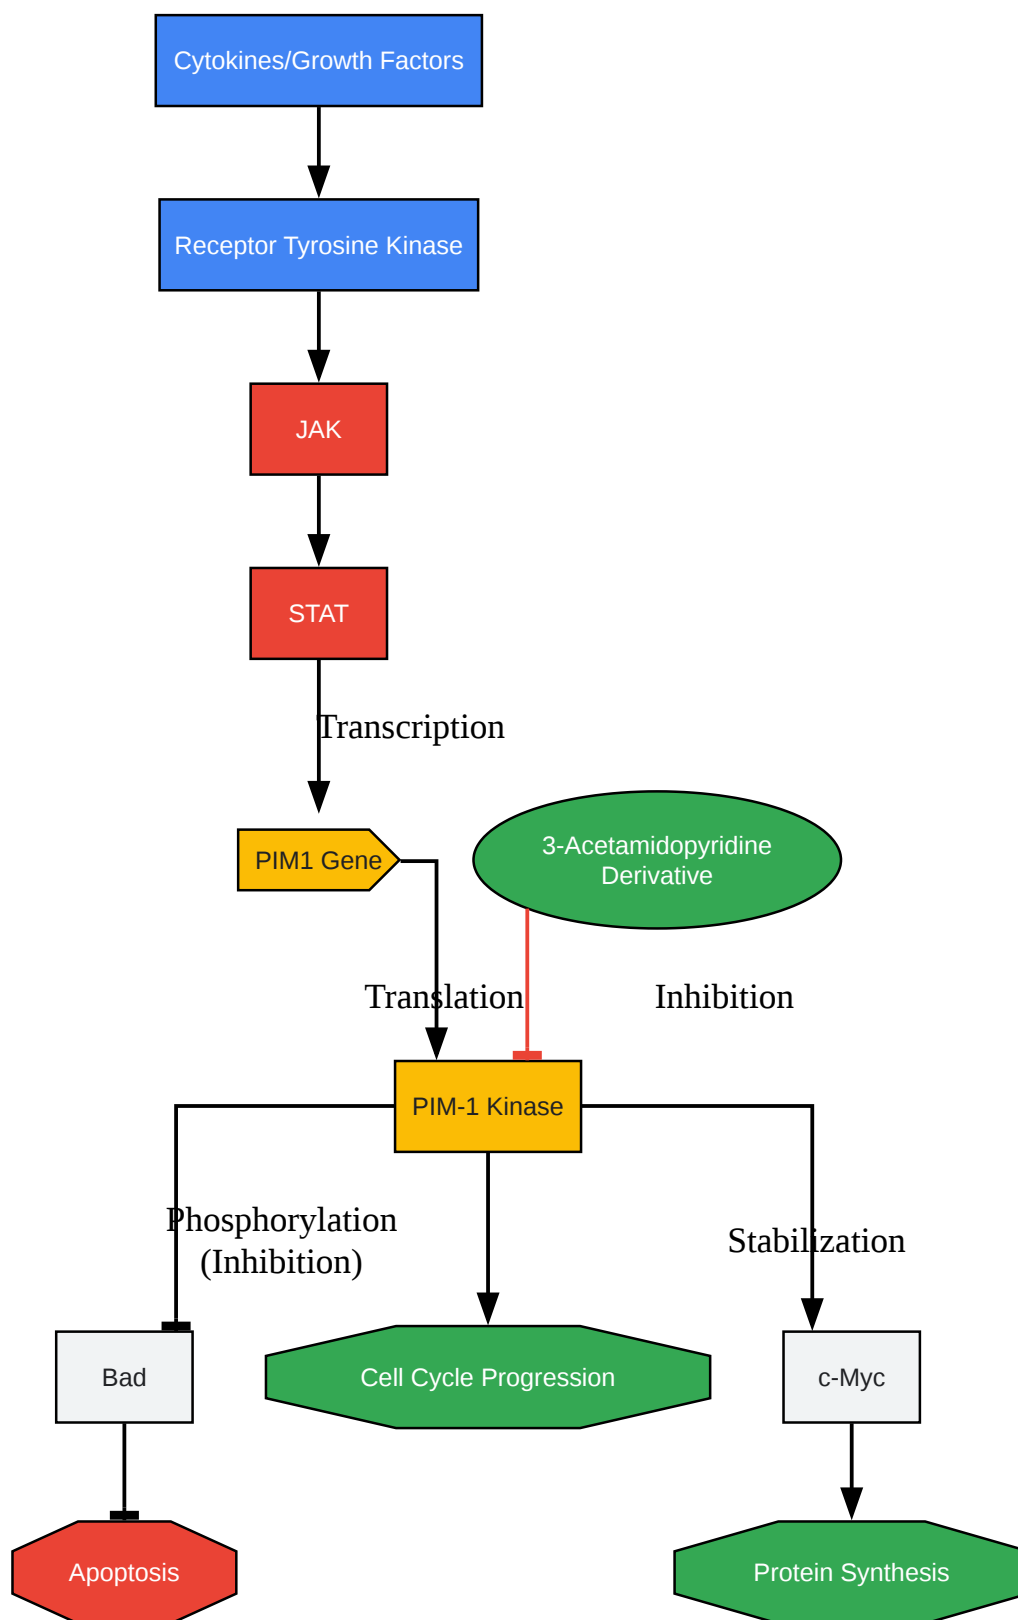 Cytokines/Growth Factors
Receptor Tyrosine Kinase
JAK
STAT
Transcription
PIM1 Gene
3-Acetamidopyridine
Derivative
Translation
Inhibition
PIM-1 Kinase
Phosphorylation
(Inhibition)
Stabilization
Bad
Cell Cycle Progression
c-Myc
Apoptosis
Protein Synthesis